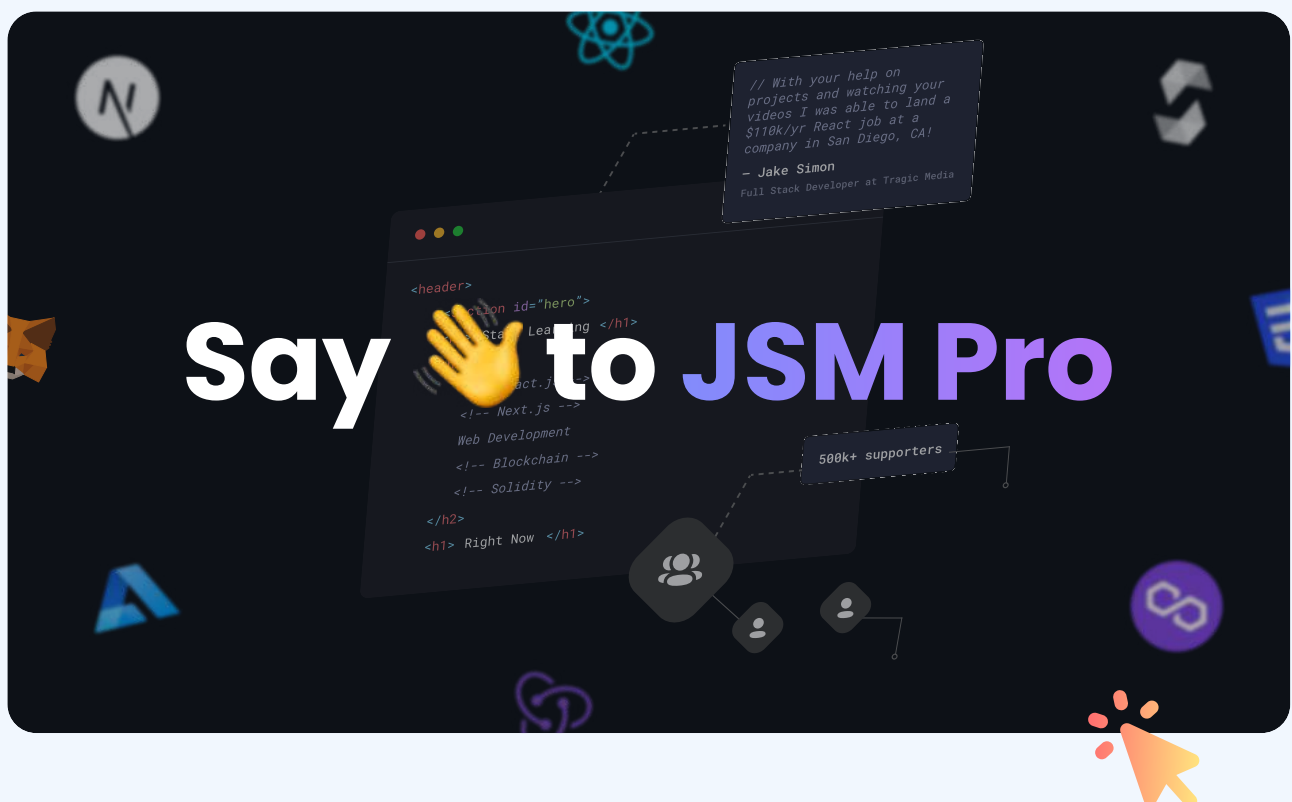 // With your help on
projects and watching your
videos I was able to land a
$110k/yr React job at a
company in San Diego, CA!
– Jake Simon
Full Stack Developer at Tragic Media
<header>
id="hero">
</h1>
Say 👋 to JSM Pro
<!-- Next.js -->
Web Development
<!-- Blockchain -->
<!-- Solidity -->
500k+ supporters
</h2>
<h1> Right Now </h1>